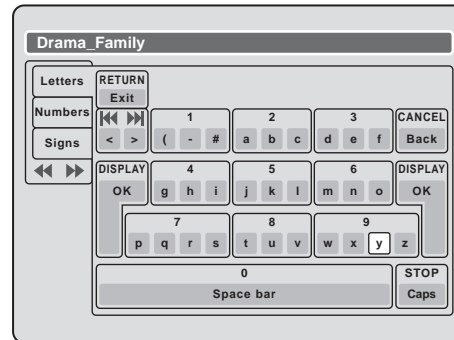 Drama_Family
Letters
Numbers
Signs
RETURN
Exit
< >
1
( - #
2
a b c
3
d e f
CANCEL
Back
DISPLAY
OK
4
g h i
5
j k l
6
m n o
DISPLAY
OK
7
p q r s
8
t u v
9
w x y z
0
Space bar
STOP
Caps